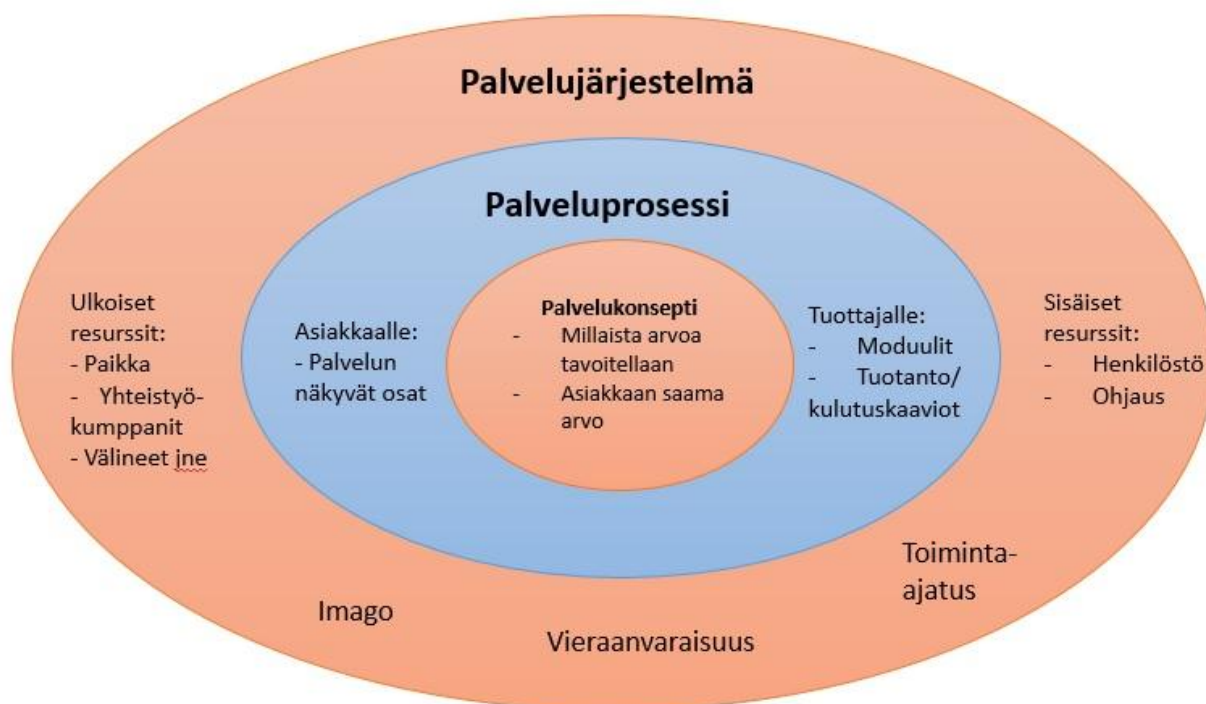 Palvelujärjestelmä
Palveluprosessi
Ulkoiset
resurssit:
- Paikka
- Yhteistyö-
kumppanit
- Välineet jne
Asiakkaalle:
- Palvelun
näkyvät osat
Palvelukonsepti
- Millaista arvoa
tavoitellaan
- Asiakkaan saama
arvo
Tuottajalle:
- Moduulit
- Tuotanto/
kulutuskaaviot
Sisäiset
resurssit:
- Henkilöstö
- Ohjaus
Imago
Vieraanvaraisuus
Toiminta-
ajatus